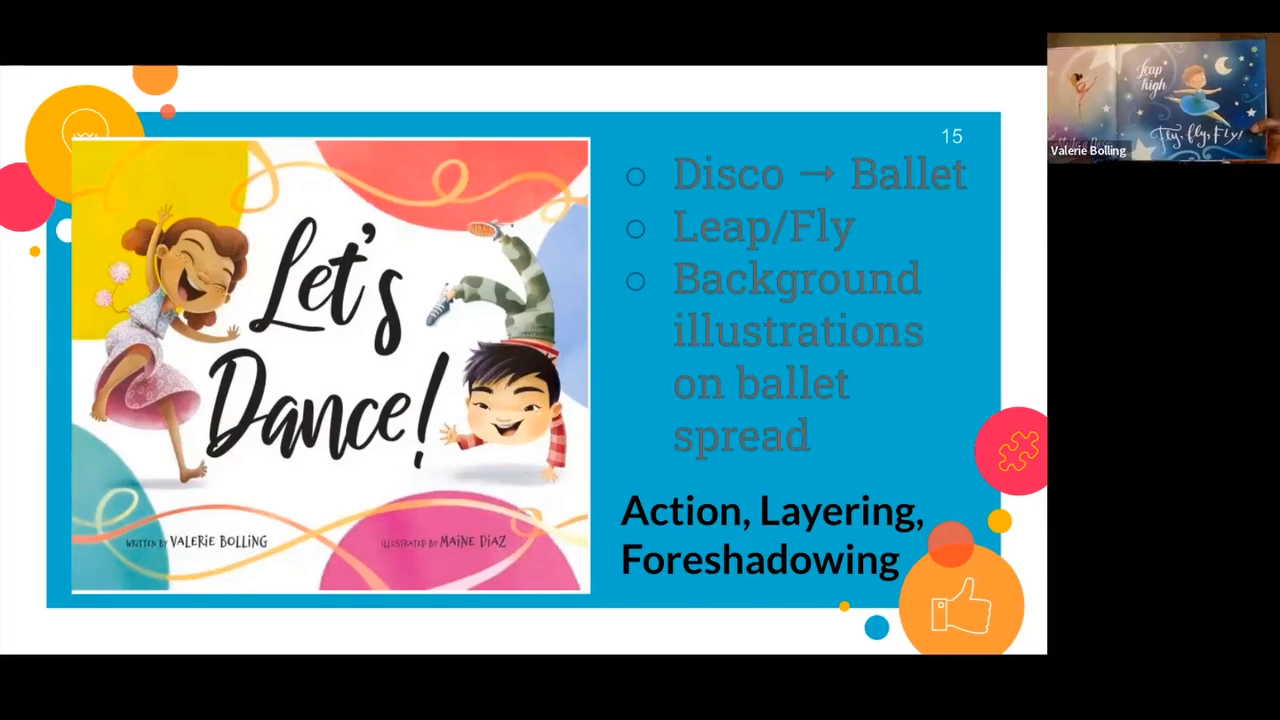 15
Let's
Dance!
WRITTEN BY VALERIE BOLLING
ILLUSTRATED BY MAINE DIAZ
Disco → Ballet
Leap/Fly
Background
illustrations
on ballet
spread
Action, Layering,
Foreshadowing
leap
high
Fly, fly, Fly!
Valerie Bolling